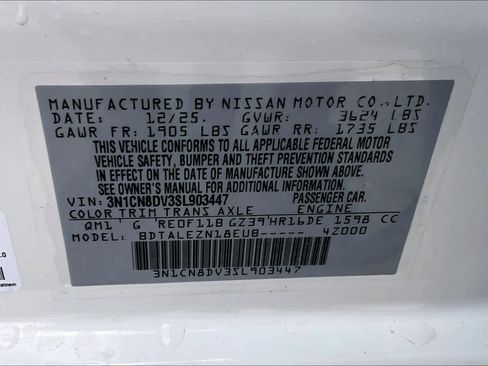 MANUFACTURED BY NISSAN MOTOR CO., LTD.
DATE: 12/25. GVWR: 3624 LBS
GAWR FR: 1905 LBS GAWR RR: 1735 LBS
THIS VEHICLE CONFORMS TO ALL APPLICABLE FEDERAL MOTOR
VEHICLE SAFETY, BUMPER AND THEFT PREVENTION STANDARDS
IN EFFECT ON THE DATE OF MANUFACTURE SHOWN ABOVE.
SEE OWNER'S MANUAL FOR ADDITIONAL INFORMATION
VIN: 3N1CN8DV3SL903447 PASSENGER CAR.
COLOR TRIM TRANS AXLE ENGINE
QM1' G RE0F11B GZ39'HR16DE 1598 CC
MODEL: BDTALEZN18EU8- 42000
3N1CN8DV3SL903447